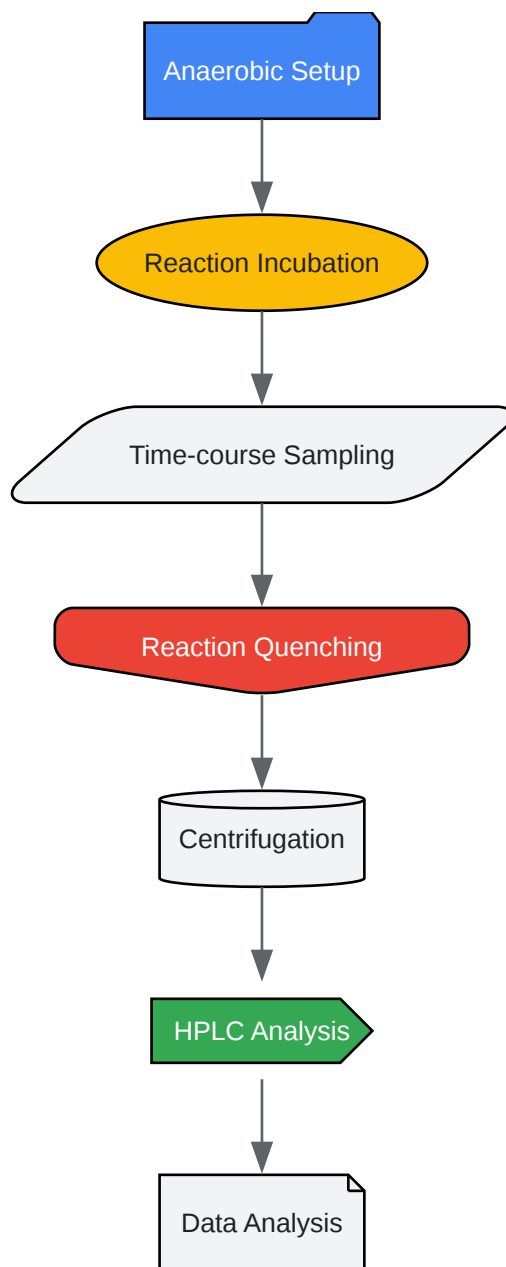 Anaerobic Setup
Reaction Incubation
Time-course Sampling
Reaction Quenching
Centrifugation
HPLC Analysis
Data Analysis